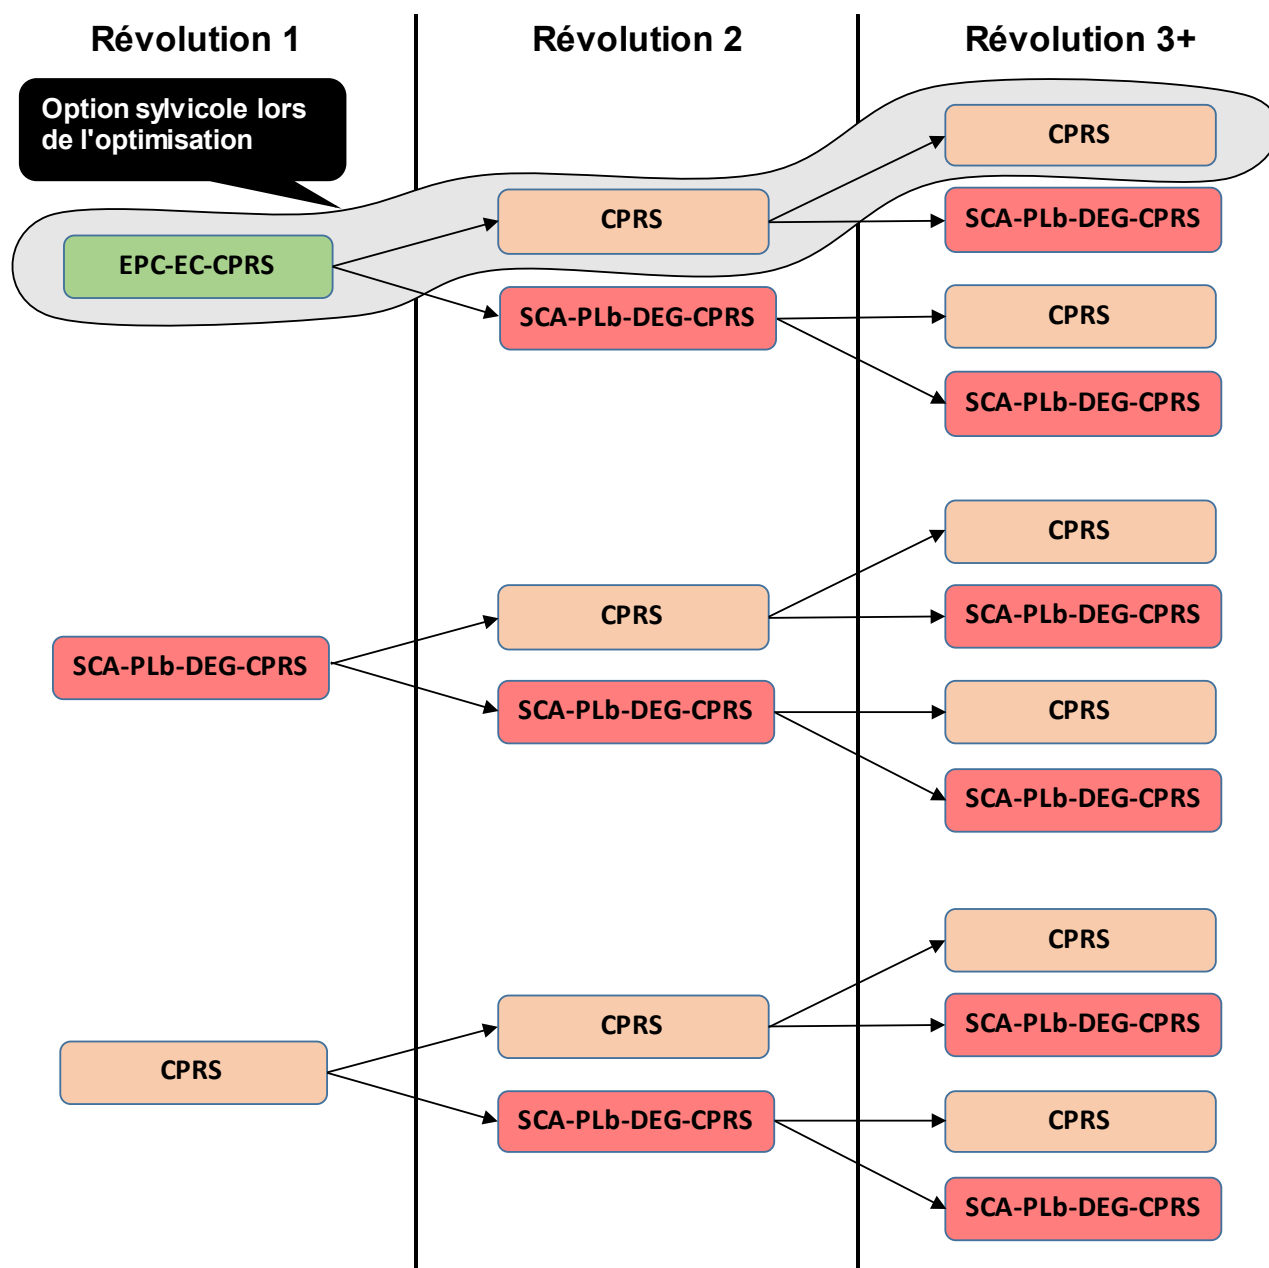 Révolution 1
Révolution 2
Révolution 3+
Option sylvicole lors
de l'optimisation
EPC-EC-CPRS
CPRS
SCA-PLb-DEG-CPRS
CPRS
SCA-PLb-DEG-CPRS
CPRS
SCA-PLb-DEG-CPRS
SCA-PLb-DEG-CPRS
CPRS
SCA-PLb-DEG-CPRS
CPRS
SCA-PLb-DEG-CPRS
CPRS
SCA-PLb-DEG-CPRS
CPRS
CPRS
SCA-PLb-DEG-CPRS
CPRS
SCA-PLb-DEG-CPRS
CPRS
SCA-PLb-DEG-CPRS